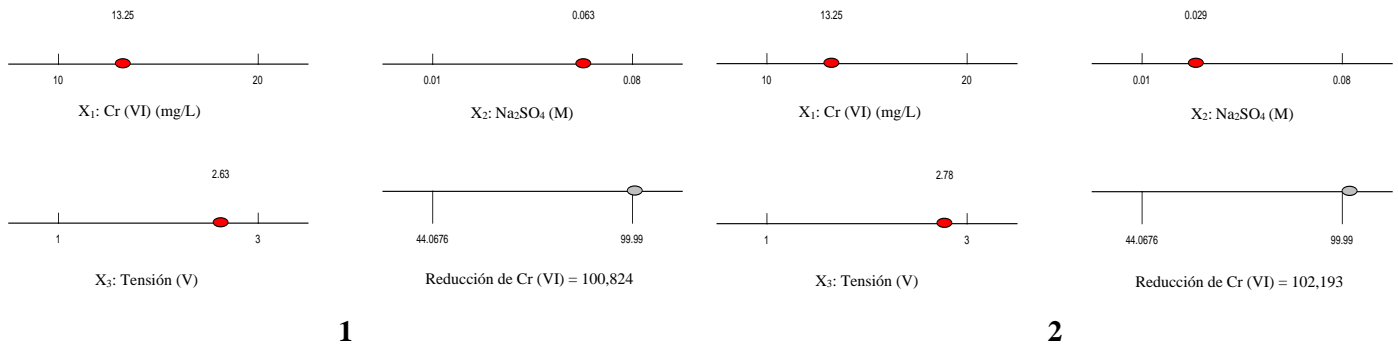 13.25
10 20
X₁: Cr (VI) (mg/L)
0.063
0.01 0.08
X₂: Na₂SO₄ (M)
2.63
1 3
X₃: Tensión (V)
44.0676 99.99
Reducción de Cr (VI) = 100,824
1
13.25
10 20
X₁: Cr (VI) (mg/L)
0.029
0.01 0.08
X₂: Na₂SO₄ (M)
2.78
1 3
X₃: Tensión (V)
44.0676 99.99
Reducción de Cr (VI) = 102,193
2